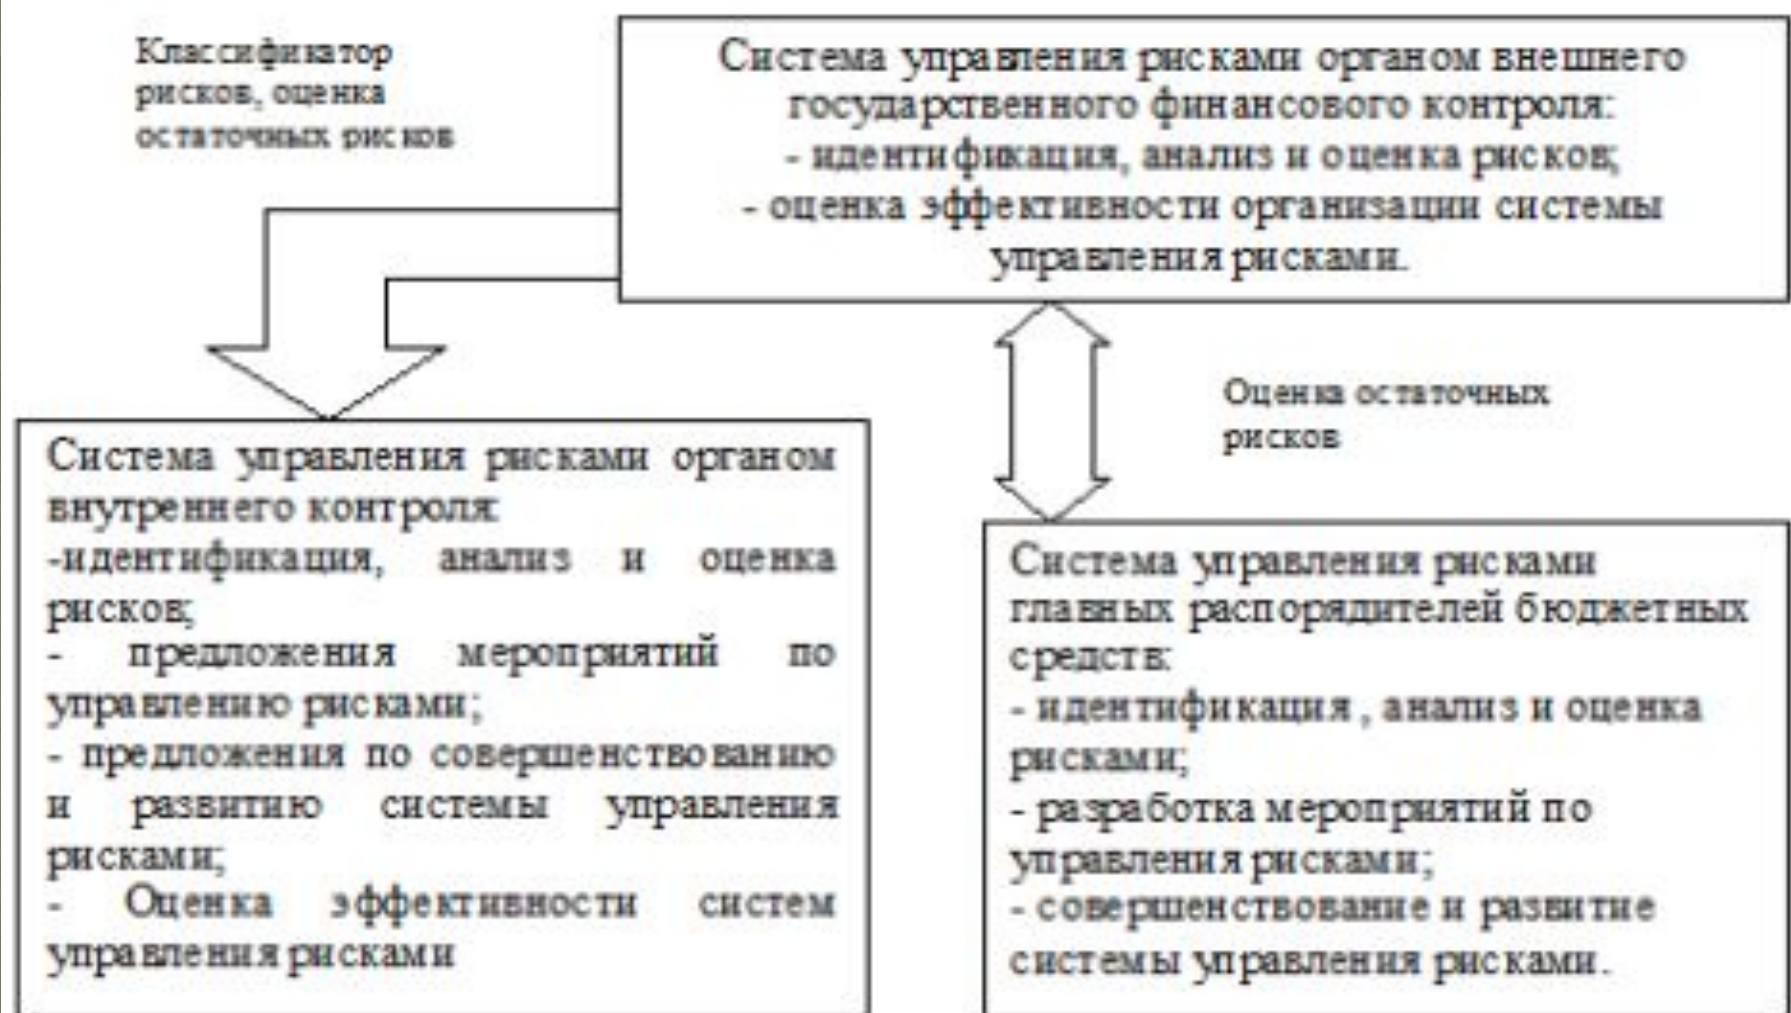 Классификатор
рисков, оценка
остаточных рисков
Система управления рисками органом внешнего
государственного финансового контроля:
- идентификация, анализ и оценка рисков;
- оценка эффективности организации системы
управления рисками.
Оценка остаточных
рисков
Система управления рисками органом
внутреннего контроля:
-идентификация, анализ и оценка
рисков;
- предложения мероприятий по
управлению рисками;
- предложения по совершенствованию
и развитию системы управления
рисками;
- Оценка эффективности систем
управления рисками
Система управления рисками
главных распорядителей бюджетных
средств:
- идентификация, анализ и оценка
рисками;
- разработка мероприятий по
управления рисками;
- совершенствование и развитие
системы управления рисками.